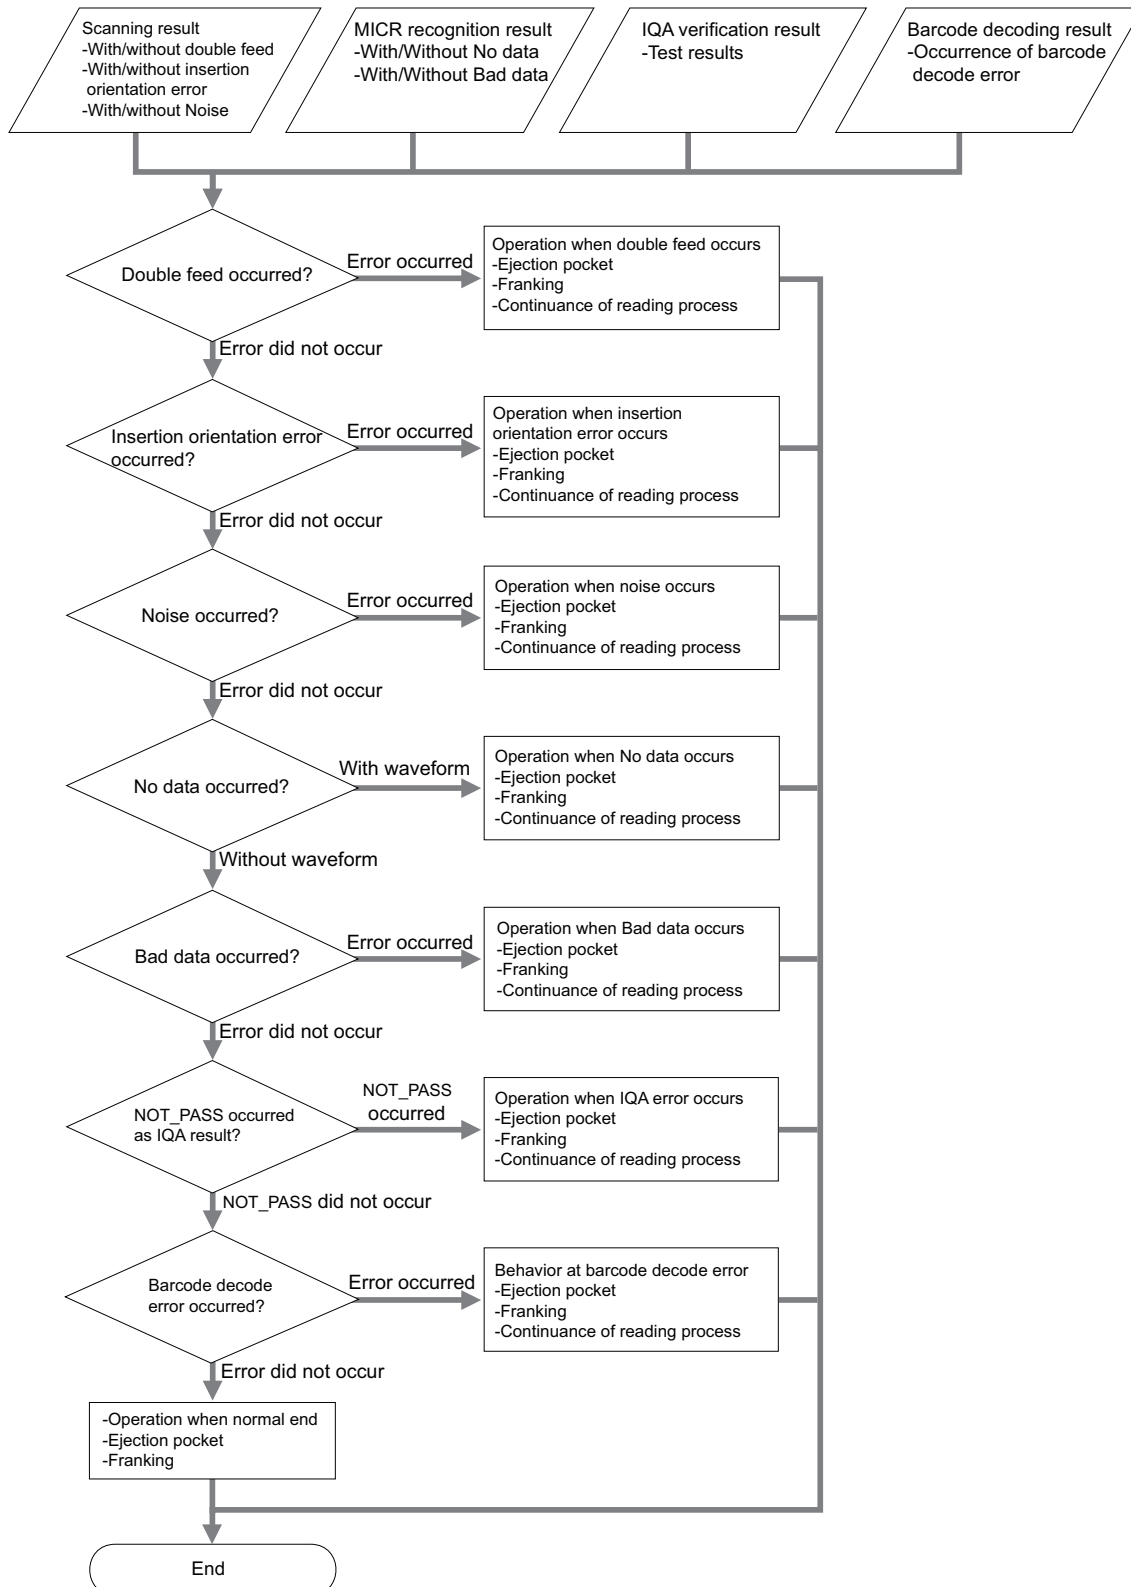 Scanning result
-With/without double feed
-With/without insertion
orientation error
-With/without Noise
MICR recognition result
-With/Without No data
-With/Without Bad data
IQA verification result
-Test results
Barcode decoding result
-Occurrence of barcode
decode error
Double feed occurred?
Error occurred
Operation when double feed occurs
-Ejection pocket
-Franking
-Continuance of reading process
Error did not occur
Insertion orientation error
occurred?
Error occurred
Operation when insertion
orientation error occurs
-Ejection pocket
-Franking
-Continuance of reading process
Error did not occur
Noise occurred?
Error occurred
Operation when noise occurs
-Ejection pocket
-Franking
-Continuance of reading process
Error did not occur
No data occurred?
With waveform
Operation when No data occurs
-Ejection pocket
-Franking
-Continuance of reading process
Without waveform
Bad data occurred?
Error occurred
Operation when Bad data occurs
-Ejection pocket
-Franking
-Continuance of reading process
Error did not occur
NOT_PASS occurred
as IQA result?
NOT_PASS
occurred
Operation when IQA error occurs
-Ejection pocket
-Franking
-Continuance of reading process
NOT_PASS did not occur
Barcode decode
error occurred?
Error occurred
Behavior at barcode decode error
-Ejection pocket
-Franking
-Continuance of reading process
Error did not occur
-Operation when normal end
-Ejection pocket
-Franking
End